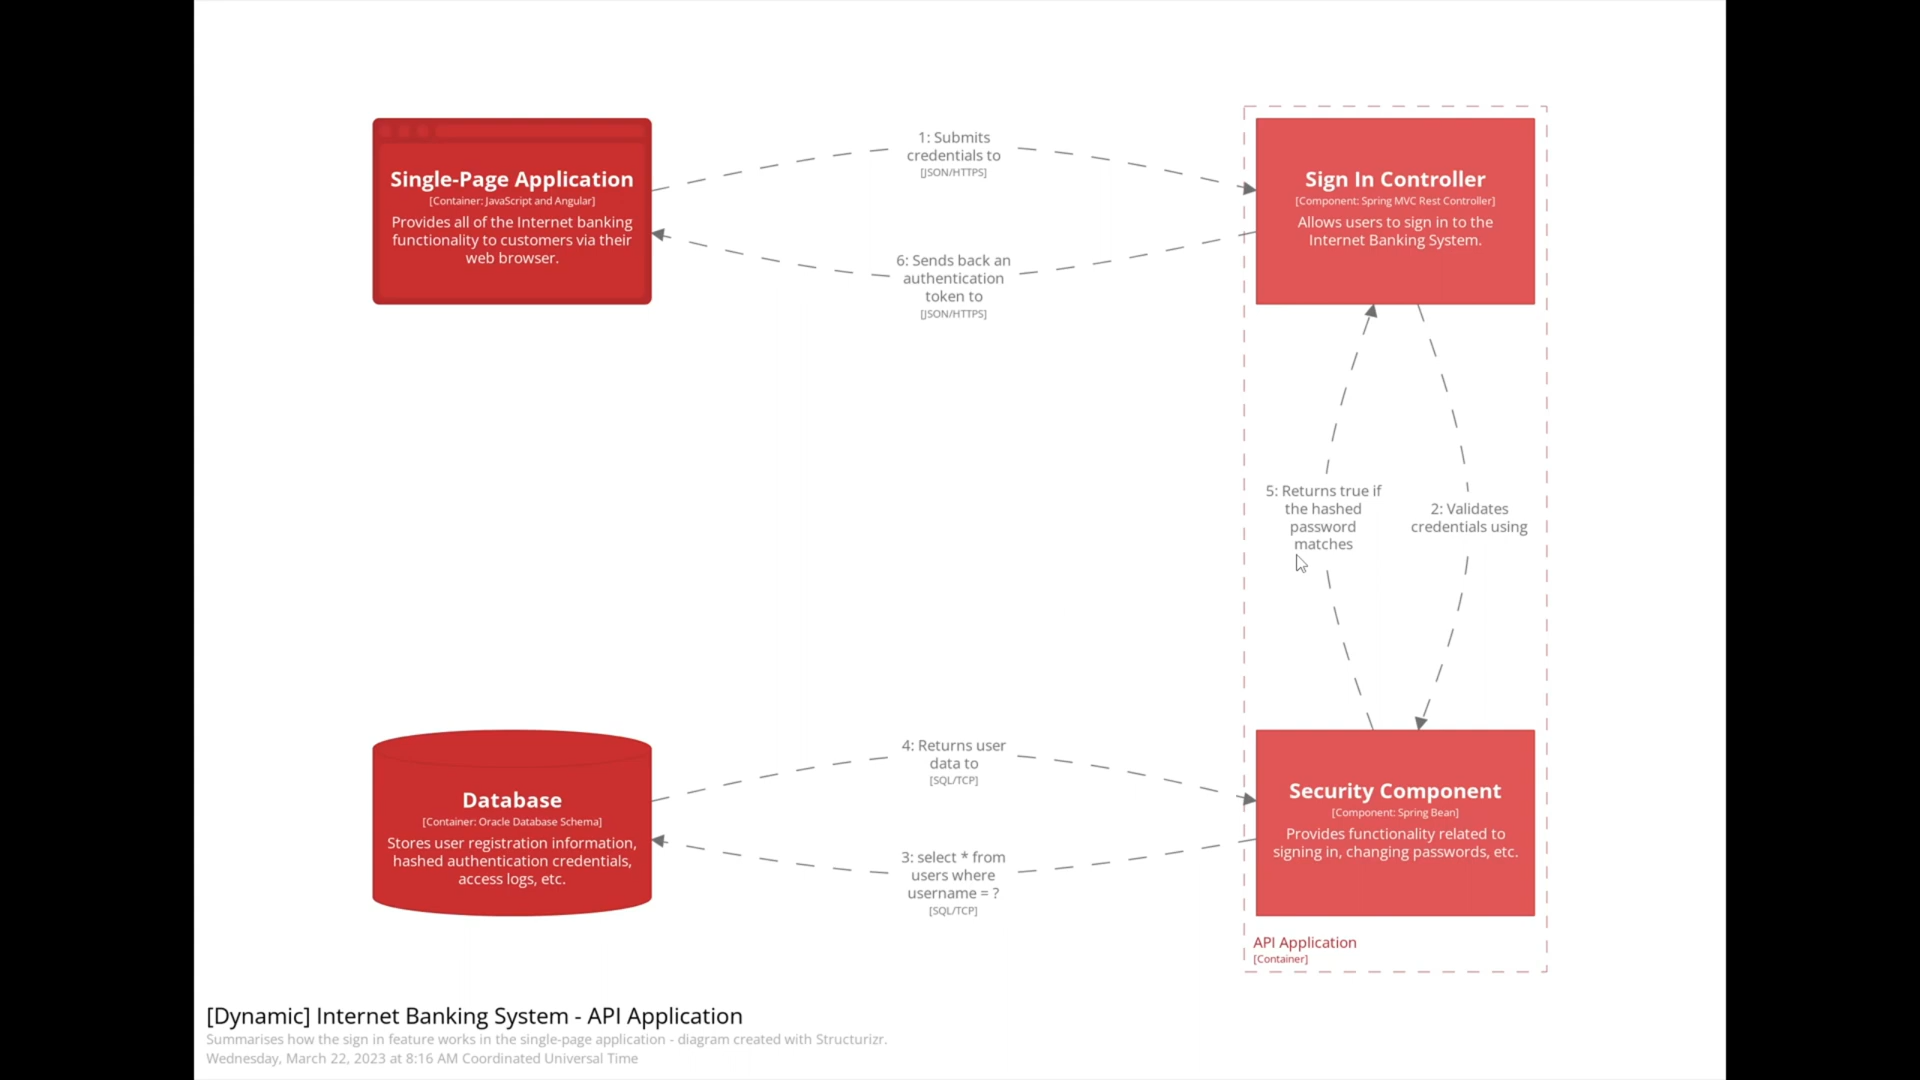 Single-Page Application
[Container: JavaScript and Angular]
Provides all of the Internet banking
functionality to customers via their
web browser.
1: Submits
credentials to
[JSON/HTTPS]
6: Sends back an
authentication
token to
[JSON/HTTPS]
Sign In Controller
[Component: Spring MVC Rest Controller]
Allows users to sign in to the
Internet Banking System.
5: Returns true if
the hashed
password
matches
2: Validates
credentials using
Database
[Container: Oracle Database Schema]
Stores user registration information,
hashed authentication credentials,
access logs, etc.
4: Returns user
data to
[SQL/TCP]
3: select * from
users where
username = ?
[SQL/TCP]
Security Component
[Component: Spring Bean]
Provides functionality related to
signing in, changing passwords, etc.
API Application
[Container]
[Dynamic] Internet Banking System - API Application
Summarises how the sign in feature works in the single-page application - diagram created with Structurizr.
Wednesday, March 22, 2023 at 8:16 AM Coordinated Universal Time